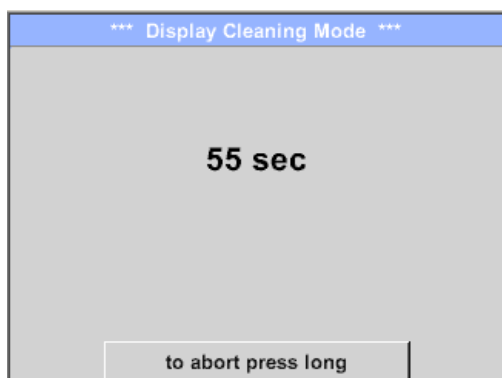 *** Display Cleaning Mode ***
55 sec
to abort press long